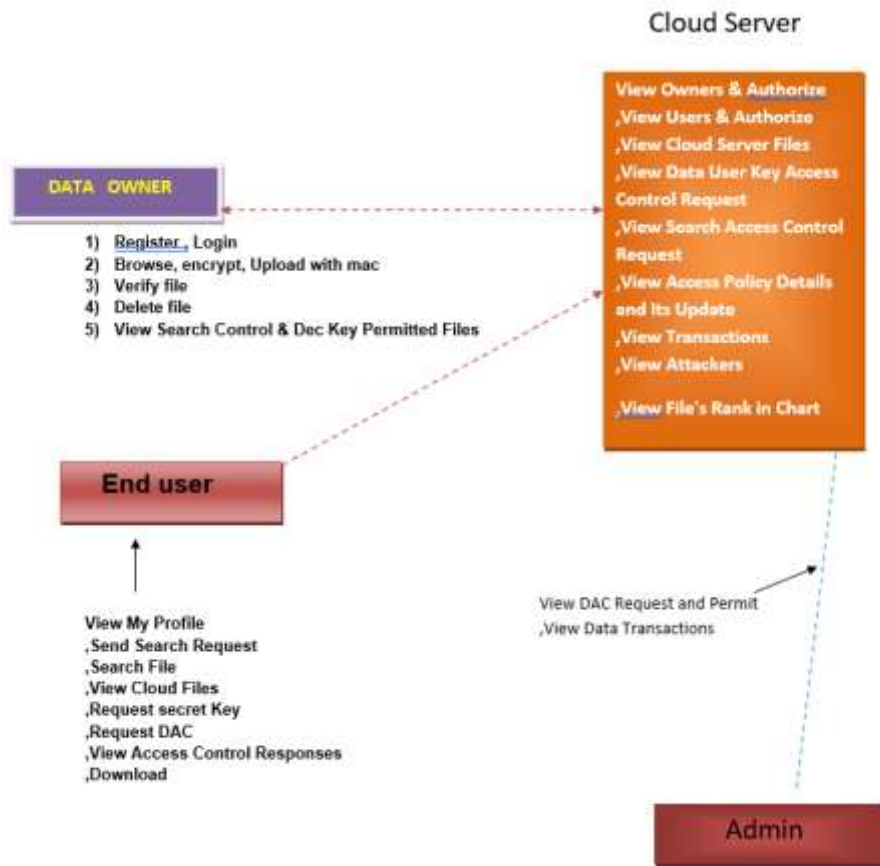 Cloud Server
View Owners & Authorize
,View Users & Authorize
,View Cloud Server Files
,View Data User Key Access
Control Request
,View Search Access Control
Request
,View Access Policy Details
and Its Update
,View Transactions
,View Attackers
,View File's Rank in Chart
DATA OWNER
1) Register , Login
2) Browse, encrypt, Upload with mac
3) Verify file
4) Delete file
5) View Search Control & Dec Key Permitted Files
End user
View My Profile
,Send Search Request
,Search File
,View Cloud Files
,Request secret Key
,Request DAC
,View Access Control Responses
,Download
View DAC Request and Permit
,View Data Transactions
Admin